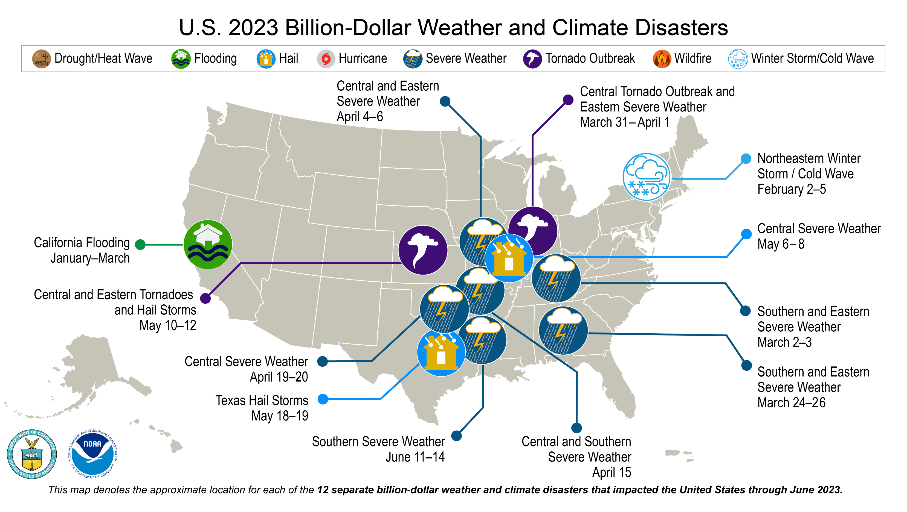 U.S. 2023 Billion-Dollar Weather and Climate Disasters
Drought/Heat Wave Flooding Hail Hurricane Severe Weather Tornado Outbreak Wildfire Winter Storm/Cold Wave
Central and Eastern
Severe Weather
April 4–6
Central Tornado Outbreak and
Eastern Severe Weather
March 31–April 1
Northeastern Winter
Storm / Cold Wave
February 2–5
California Flooding
January–March
Central Severe Weather
May 6–8
Central and Eastern Tornadoes
and Hail Storms
May 10–12
Southern and Eastern
Severe Weather
March 2–3
Central Severe Weather
April 19–20
Southern and Eastern
Severe Weather
March 24–26
Texas Hail Storms
May 18–19
Southern Severe Weather
June 11–14
Central and Southern
Severe Weather
April 15
NOAA
This map denotes the approximate location for each of the 12 separate billion-dollar weather and climate disasters that impacted the United States through June 2023.